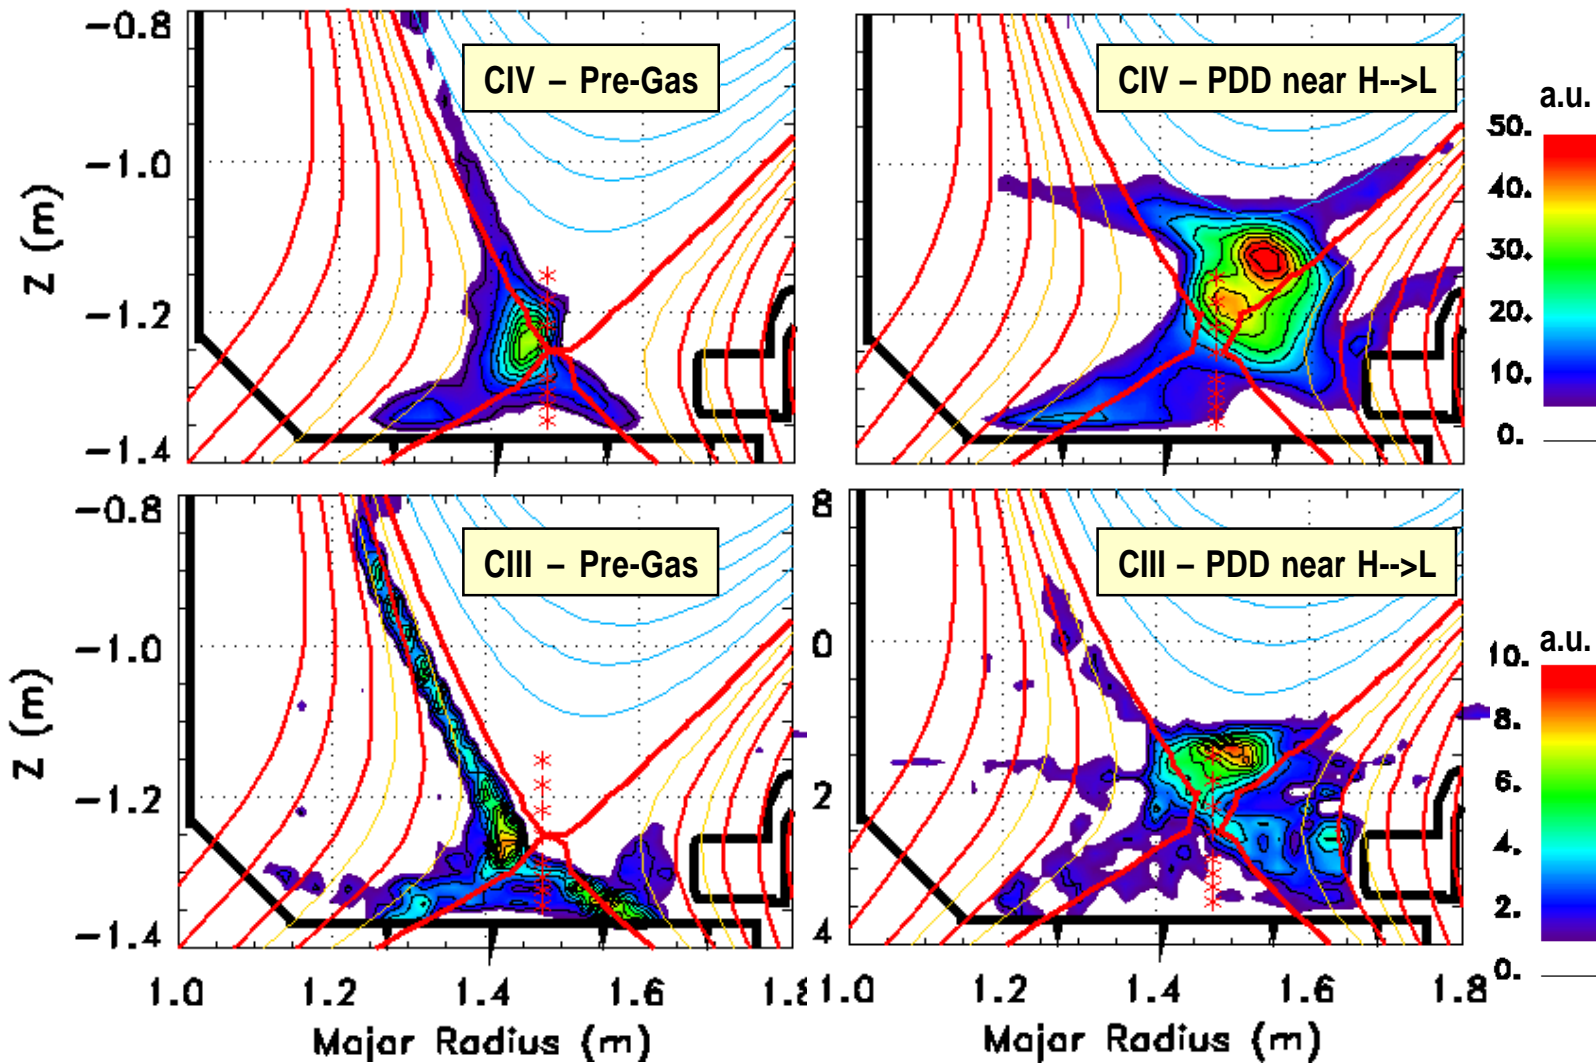 -0.8
CIV – Pre-Gas
CIV – PDD near H-->L
a.u.
50.
-1.0
40.
Z (m)
30.
-1.2
20.
10.
-1.4
0.
-0.8
8
CIII – Pre-Gas
CIII – PDD near H-->L
-1.0
0
a.u.
10.
8.
Z (m)
6.
-1.2
2
4.
2.
-1.4
4
0.
1.0 1.2 1.4 1.6 1.8 1.0 1.2 1.4 1.6 1.8
Major Radius (m) Major Radius (m)